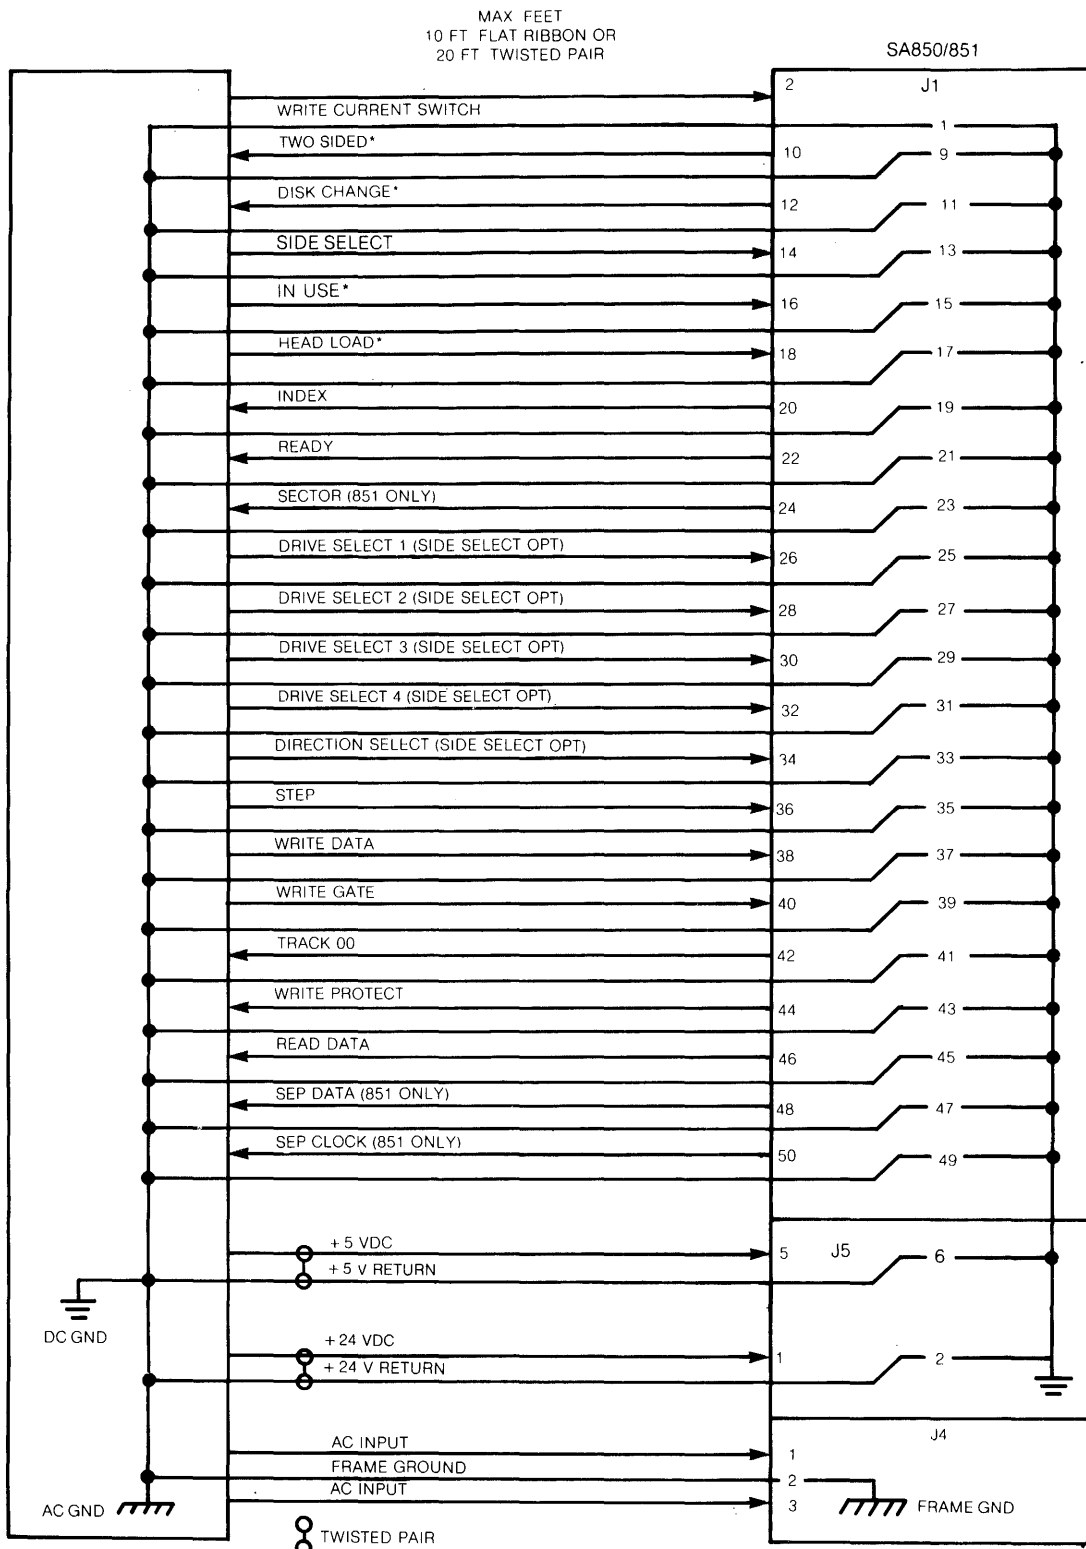 MAX FEET
10 FT FLAT RIBBON OR
20 FT TWISTED PAIR
SA850/851
J1
2
WRITE CURRENT SWITCH
1
TWO SIDED*
10
9
DISK CHANGE*
12
11
SIDE SELECT
14
13
IN USE*
16
15
HEAD LOAD*
18
17
INDEX
20
19
READY
22
21
SECTOR (851 ONLY)
24
23
DRIVE SELECT 1 (SIDE SELECT OPT)
26
25
DRIVE SELECT 2 (SIDE SELECT OPT)
28
27
DRIVE SELECT 3 (SIDE SELECT OPT)
30
29
DRIVE SELECT 4 (SIDE SELECT OPT)
32
31
DIRECTION SELECT (SIDE SELECT OPT)
34
33
STEP
36
35
WRITE DATA
38
37
WRITE GATE
40
39
TRACK 00
42
41
WRITE PROTECT
44
43
READ DATA
46
45
SEP DATA (851 ONLY)
48
47
SEP CLOCK (851 ONLY)
50
49
+ 5 VDC
5
J5
6
+ 5 V RETURN
DC GND
+ 24 VDC
1
2
+ 24 V RETURN
J4
AC INPUT
1
FRAME GROUND
2
AC INPUT
3
AC GND
FRAME GND
TWISTED PAIR